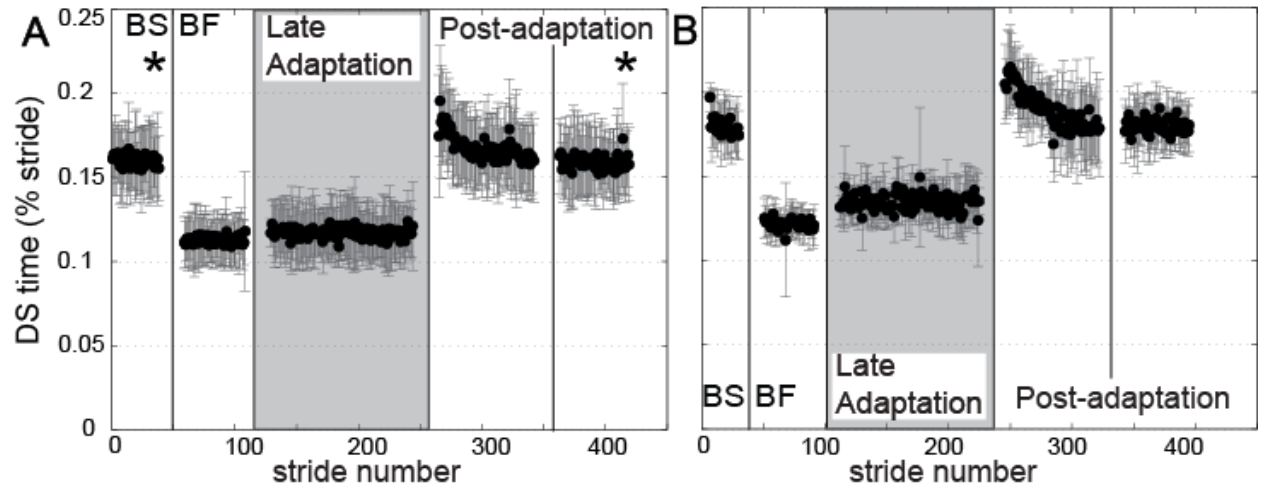 A
BS
BF
Late
Adaptation
Post-adaptation
*
*
DS time (% stride)
0.25
0.2
0.15
0.1
0.05
0
0 100 200 300 400
stride number
B
BS
BF
Late
Adaptation
Post-adaptation
0 100 200 300 400
stride number